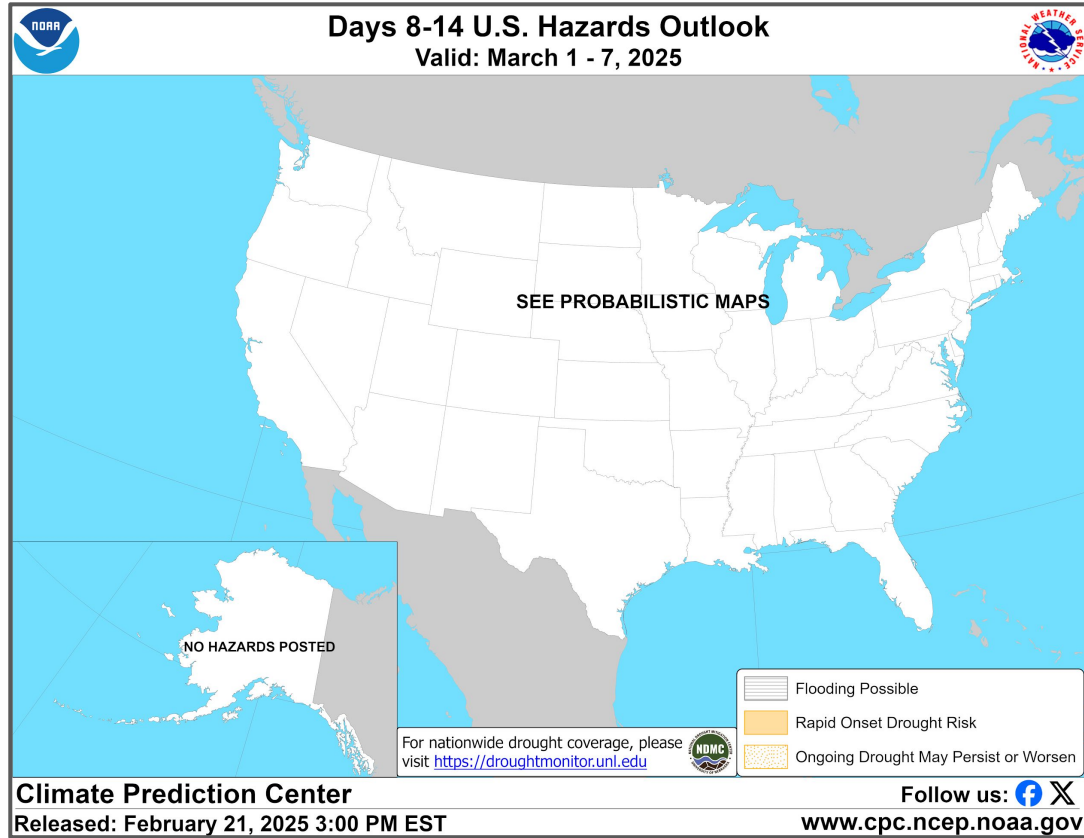 NOAA
Days 8-14 U.S. Hazards Outlook
Valid: March 1 - 7, 2025
NATIONAL WEATHER SERVICE
SEE PROBABILISTIC MAPS
NO HAZARDS POSTED
For nationwide drought coverage, please
visit https://droughtmonitor.unl.edu
NDMC
Flooding Possible
Rapid Onset Drought Risk
Ongoing Drought May Persist or Worsen
Climate Prediction Center
Follow us:
Released: February 21, 2025 3:00 PM EST
www.cpc.ncep.noaa.gov